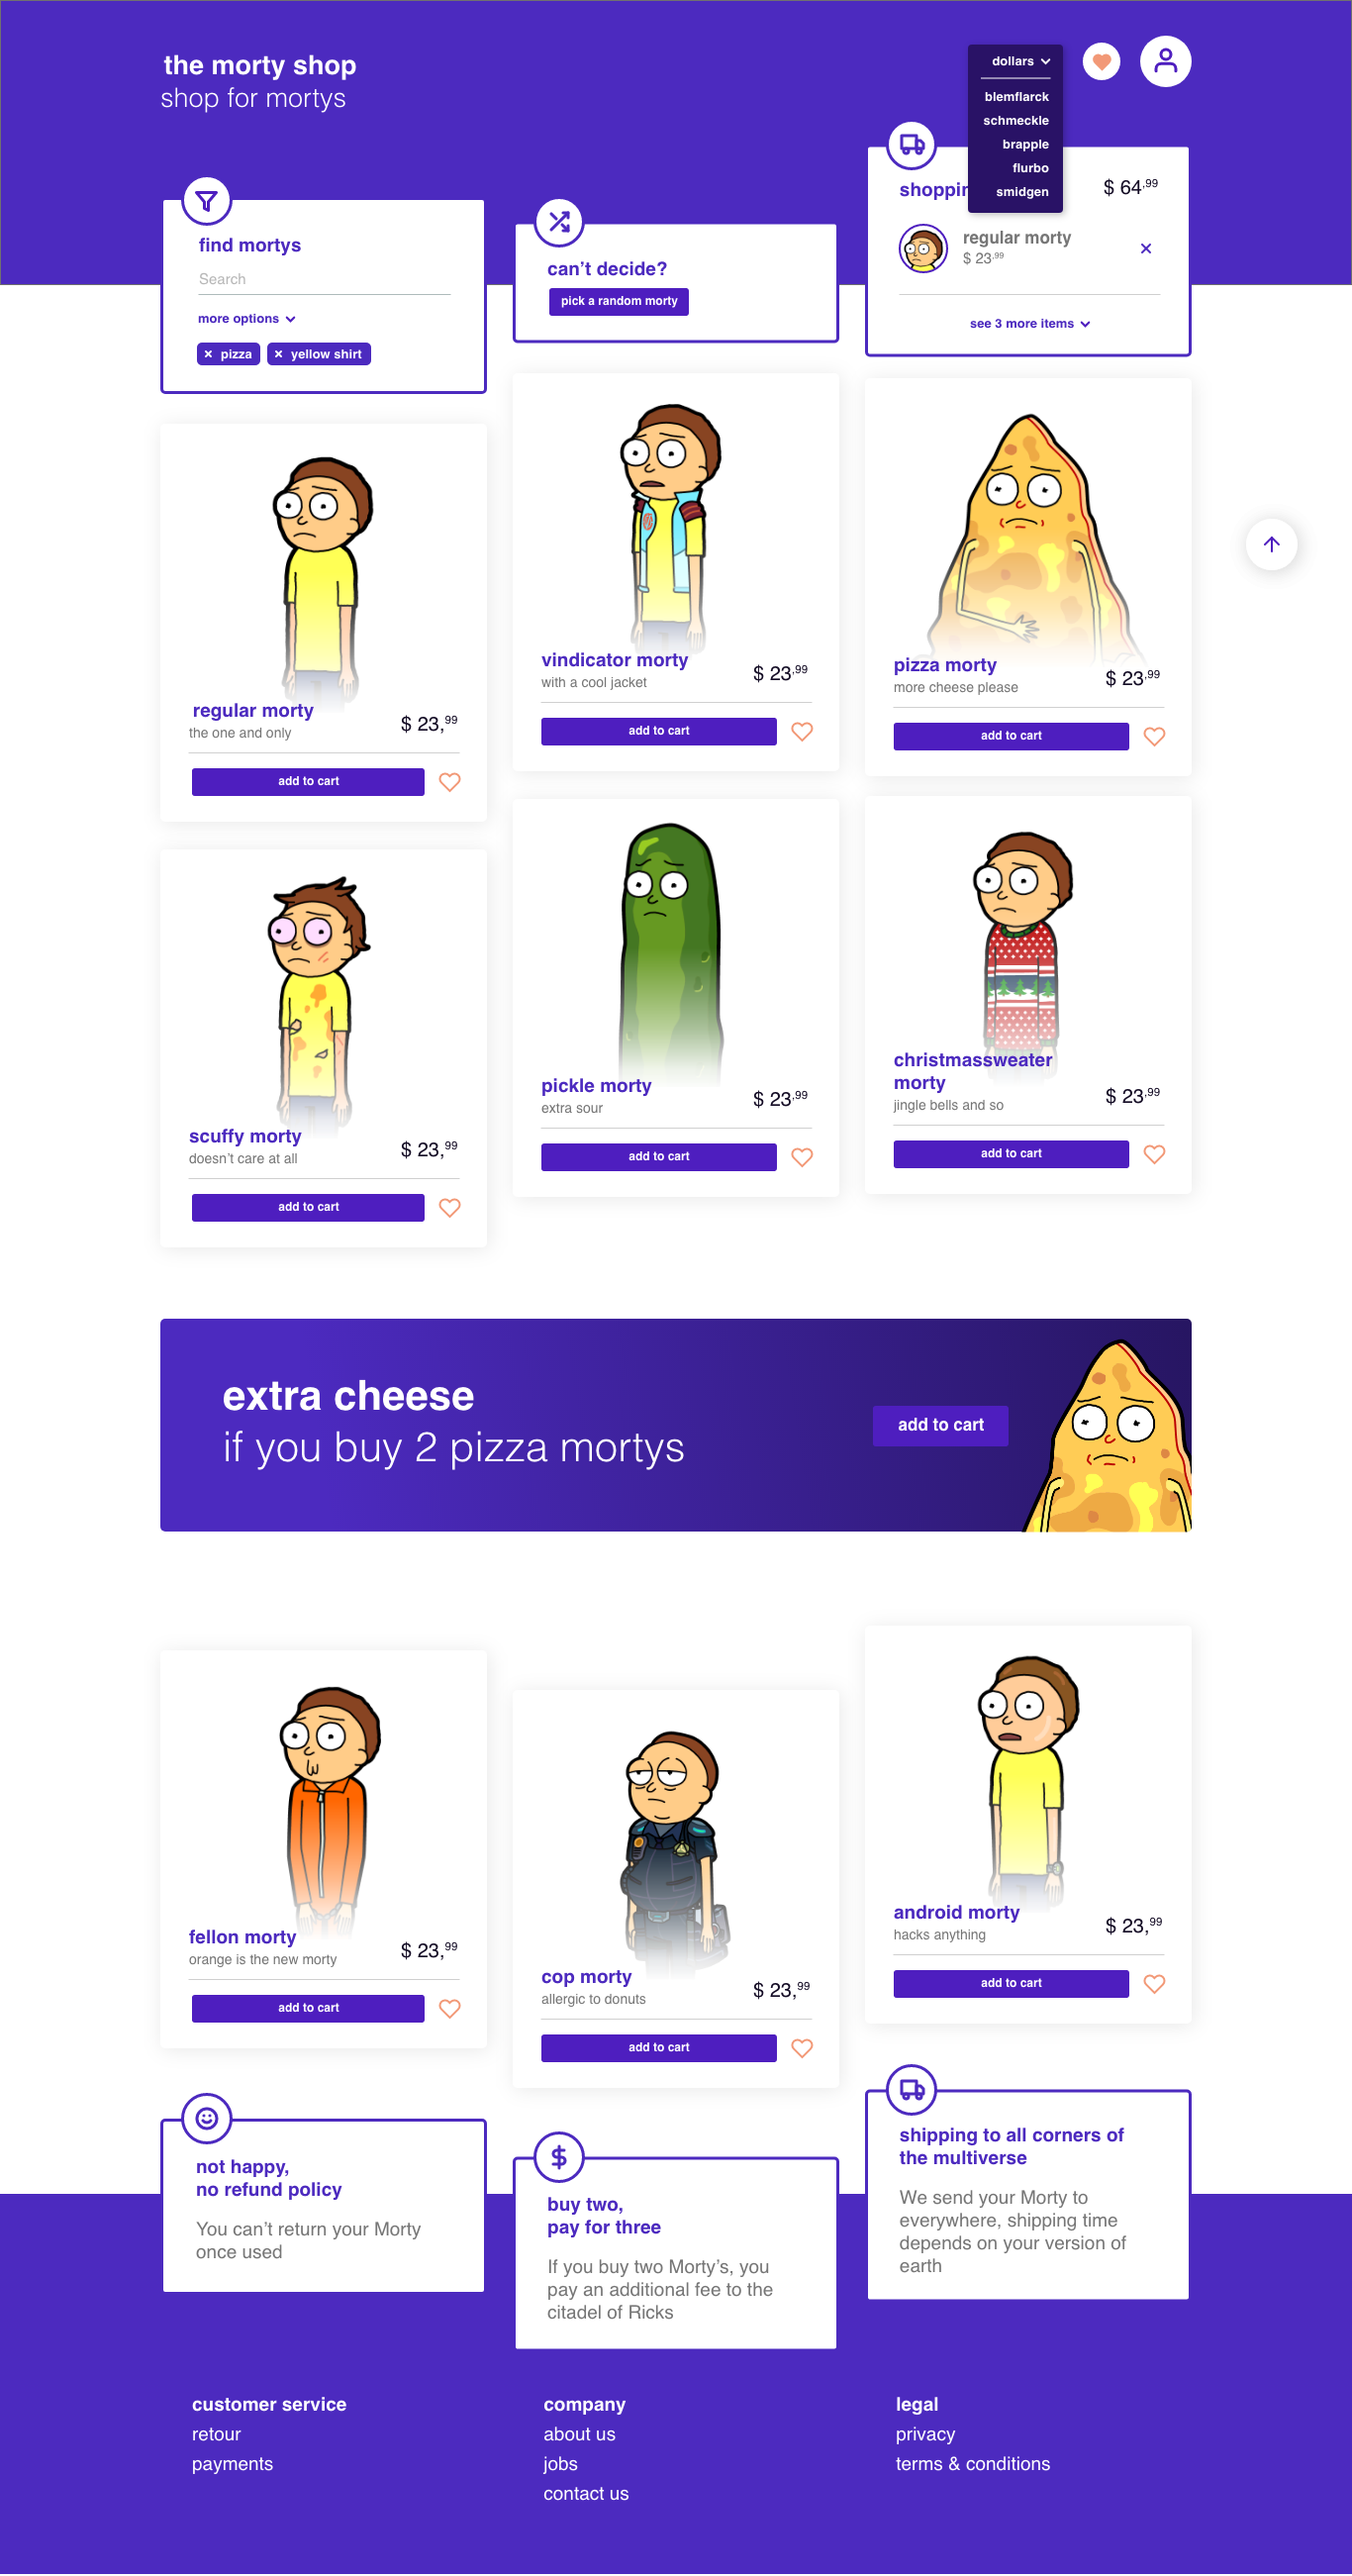 the morty shop
shop for mortys
dollars
blemflarck
schmeckle
brapple
flurbo
smidgen
find mortys
Search
more options
× pizza × yellow shirt
can't decide?
pick a random morty
$ 64,99
regular morty
$ 23,99
see 3 more items
regular morty
the one and only
$ 23,99
add to cart
vindicator morty
with a cool jacket
$ 23,99
add to cart
pizza morty
more cheese please
$ 23,99
add to cart
scuffy morty
doesn't care at all
$ 23,99
add to cart
pickle morty
extra sour
$ 23,99
add to cart
christmassweater
morty
jingle bells and so
$ 23,99
add to cart
extra cheese
if you buy 2 pizza mortys
add to cart
fellon morty
orange is the new morty
$ 23,99
add to cart
cop morty
allergic to donuts
$ 23,99
add to cart
android morty
hacks anything
$ 23,99
add to cart
not happy,
no refund policy
You can't return your Morty
once used
buy two,
pay for three
If you buy two Morty's, you
pay an additional fee to the
citadel of Ricks
shipping to all corners of
the multiverse
We send your Morty to
everywhere, shipping time
depends on your version of
earth
customer service
retour
payments
company
about us
jobs
contact us
legal
privacy
terms & conditions